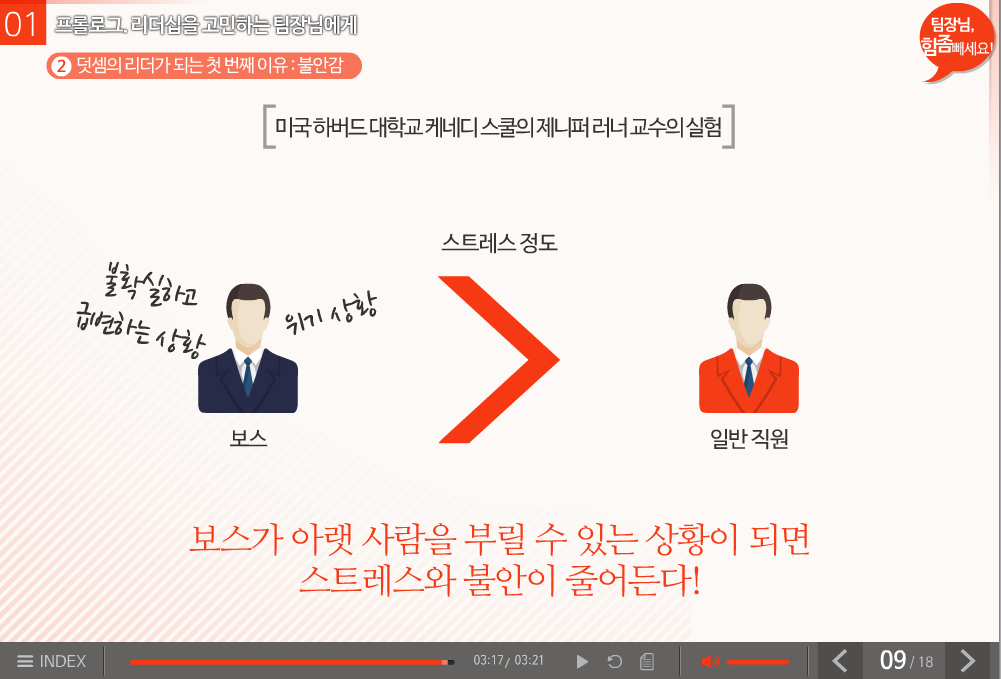 01
프롤로그. 리더십을 고민하는 팀장님에게
2 덧셈의 리더가 되는 첫 번째 이유 : 불안감
팀장님,
힘 좀 빼세요!
[미국 하버드 대학교 케네디 스쿨의 제니퍼 러너 교수의 실험]
스트레스 정도
불확실하고
급변하는 상황
위기 상황
보스
일반 직원
보스가 아랫 사람을 부릴 수 있는 상황이 되면
스트레스와 불안이 줄어든다!
INDEX
03:17 / 03:21
09 / 18